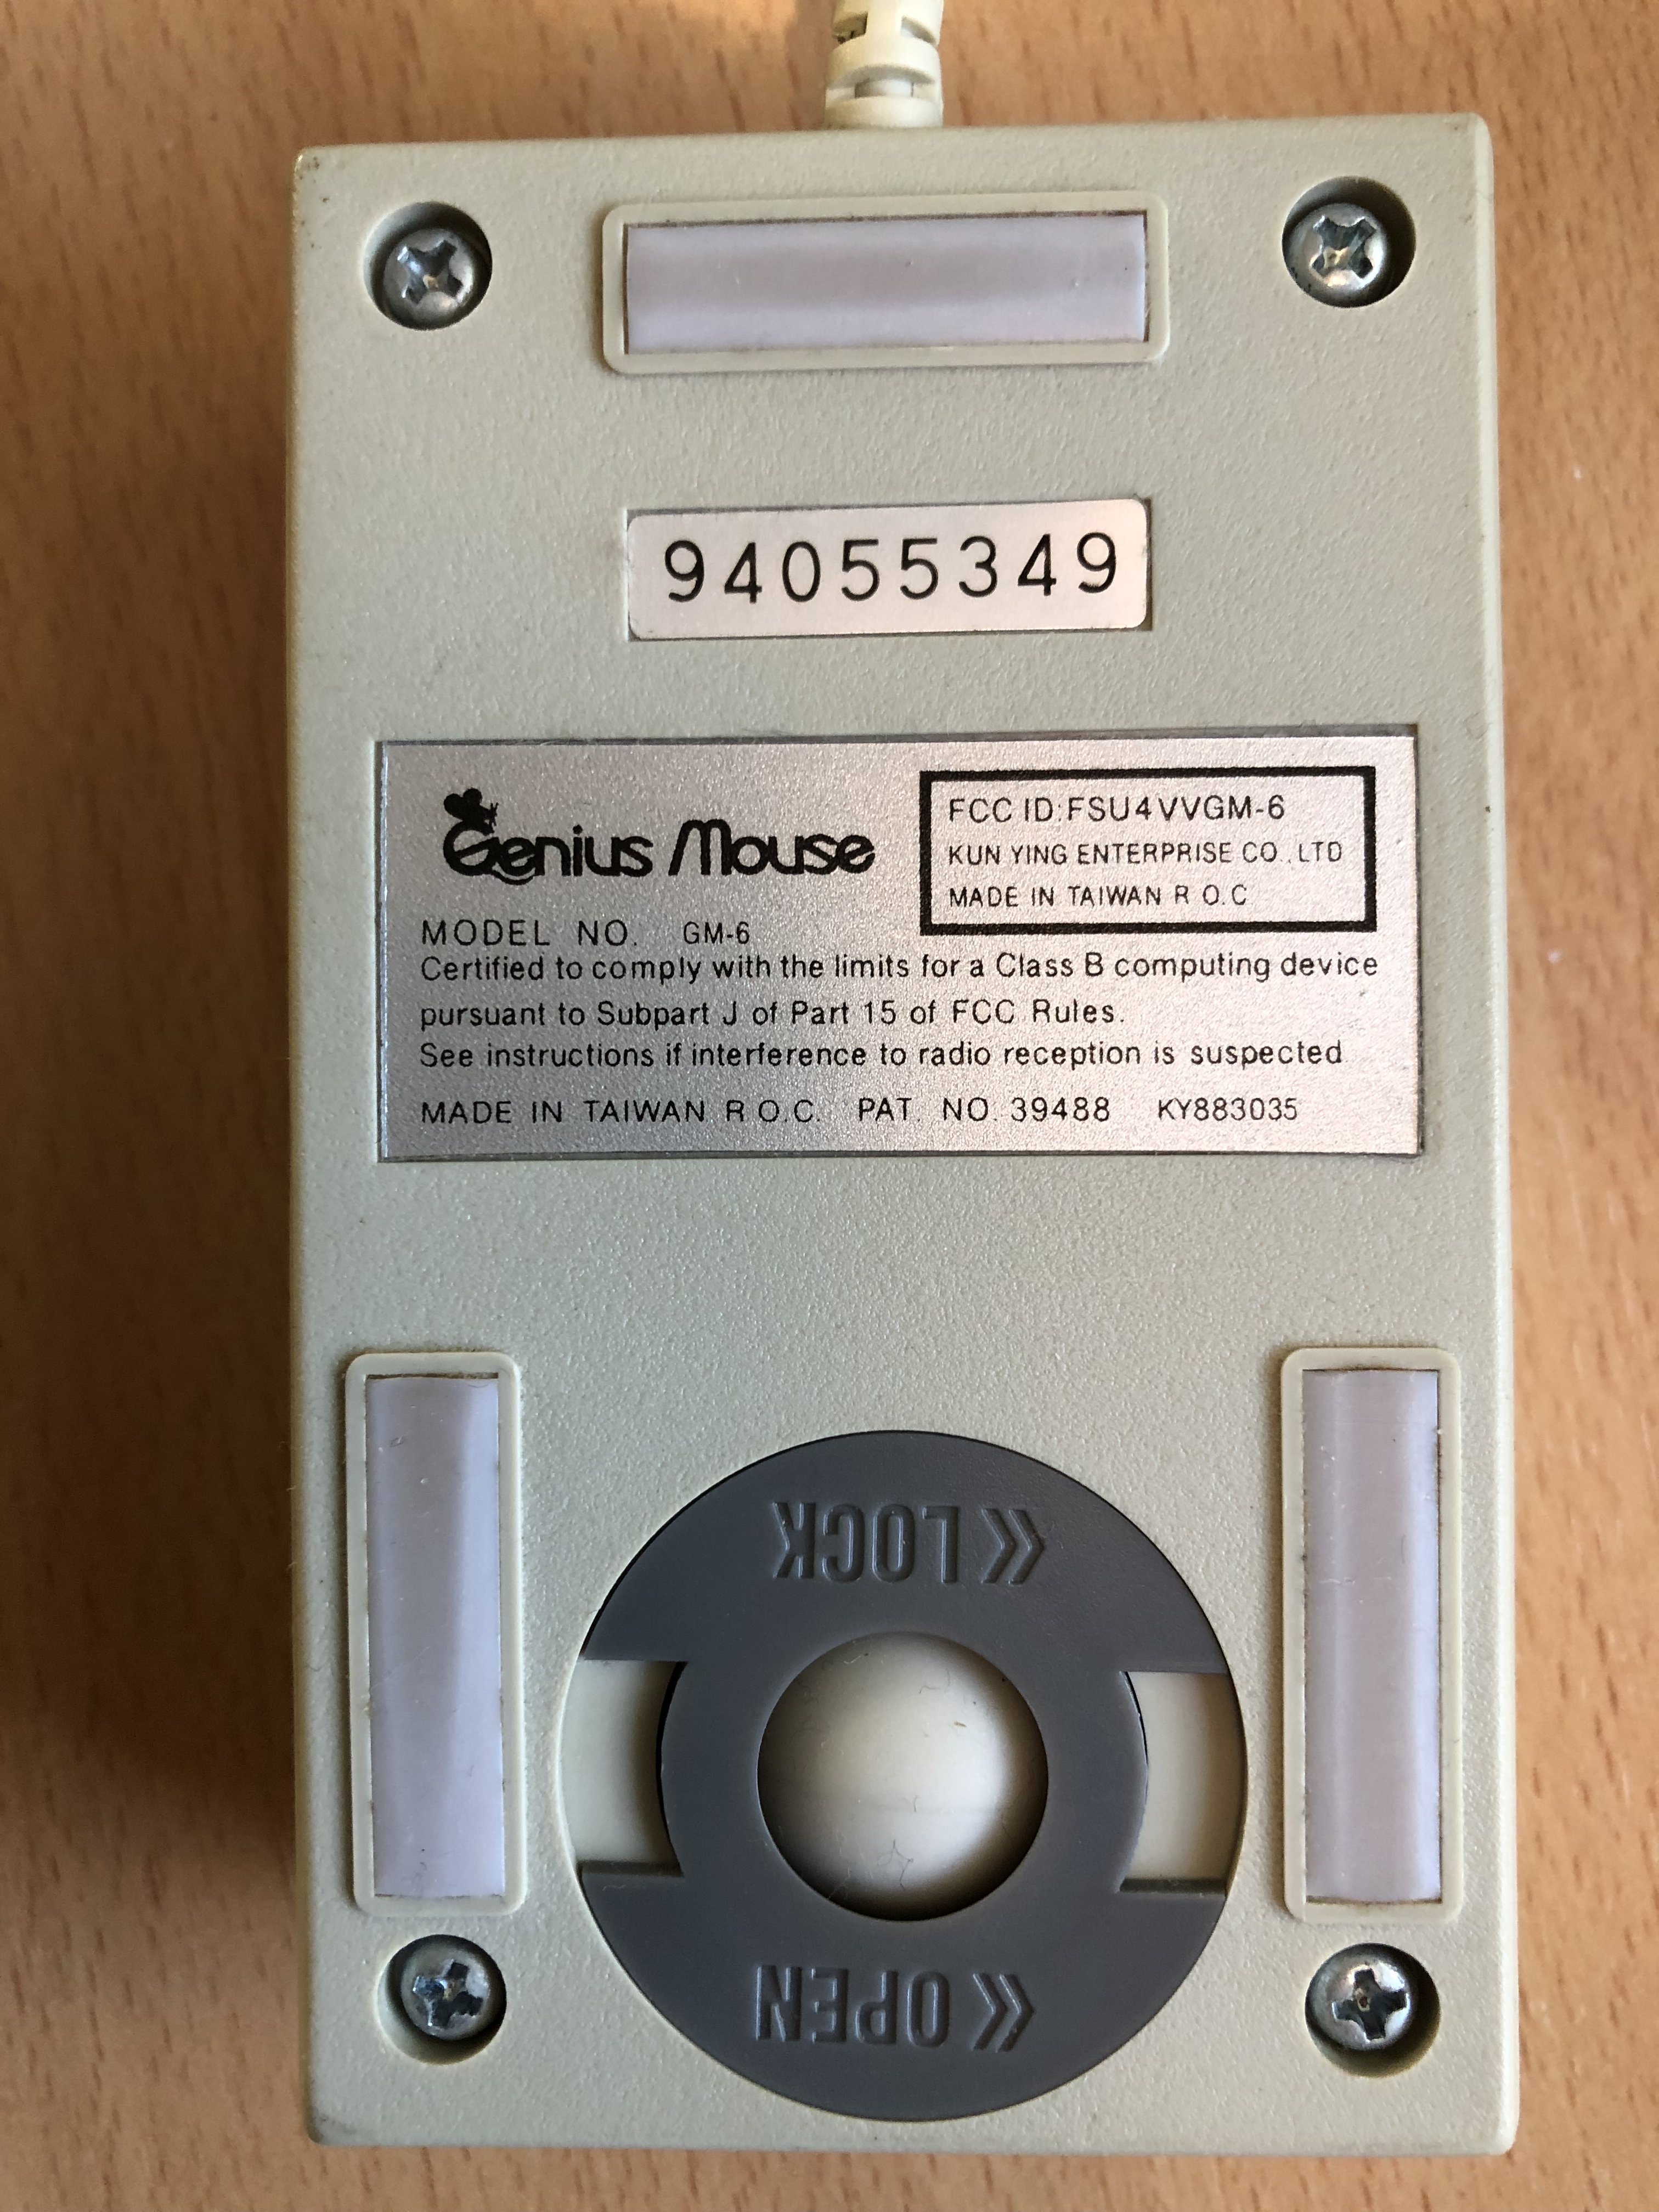 94055349
Genius Mouse
FCC ID:FSU4VVGM-6
KUN YING ENTERPRISE CO.,LTD
MADE IN TAIWAN R O.C
MODEL NO. GM-6
Certified to comply with the limits for a Class B computing device
pursuant to Subpart J of Part 15 of FCC Rules.
See instructions if interference to radio reception is suspected
MADE IN TAIWAN R O.C. PAT. NO. 39488 KY883035
« LOCK
« OPEN